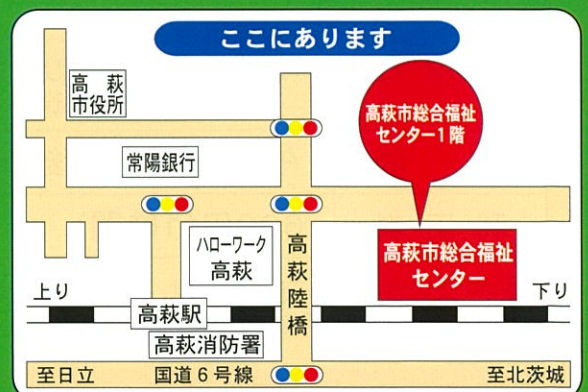 ここにあります
高萩
市役所
高萩市総合福祉
センター1階
常陽銀行
ハローワーク
高萩
高萩陸橋
高萩市総合福祉
センター
上り
下り
高萩駅
高萩消防署
至日立
国道6号線
至北茨城